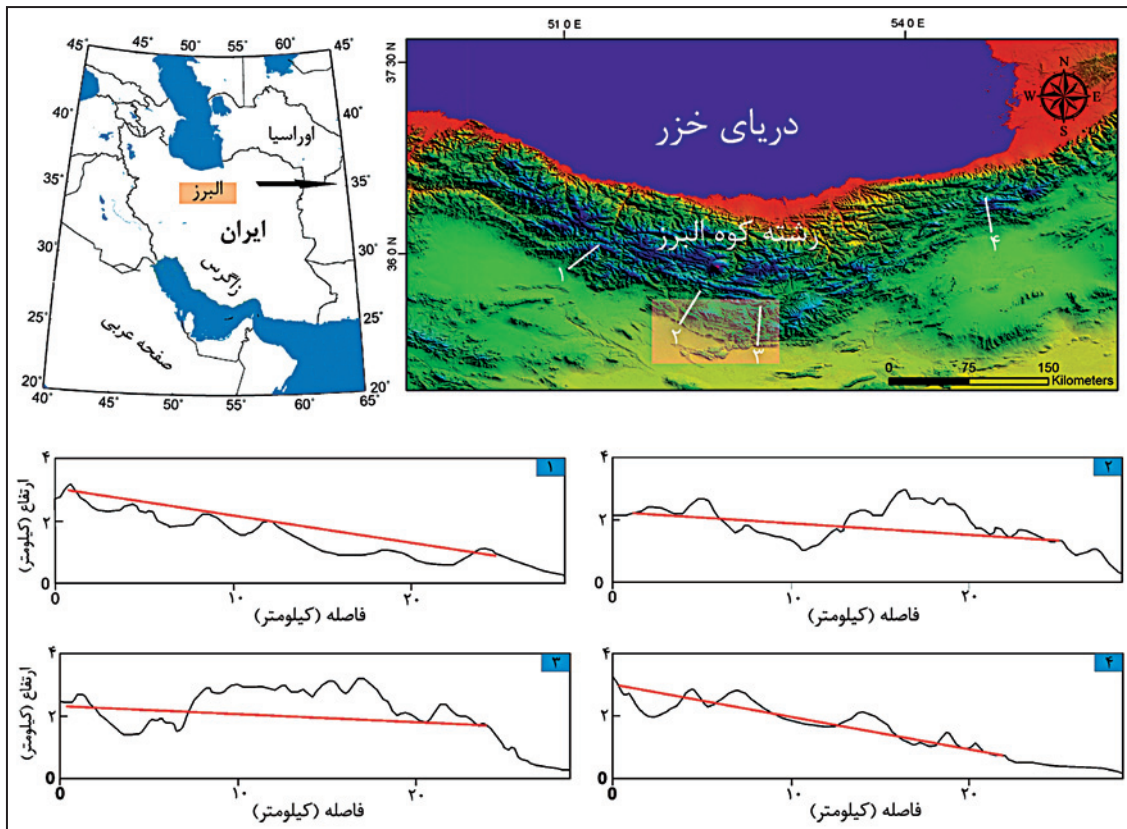 45° 50° 55° 60° 45°
40° 40°
35° 35°
30° 30°
25° 25°
20° 20°
40° 45° 50° 55° 60° 65°
اوراسیا
البرز
ایران
زاگرس
صفحه عربی
51 0 E 54 0 E
37 30 N
36 0 N
N
W E
S
دریای خزر
رشته کوه البرز
۱
۲
۳
۴
0 75 150
Kilometers
۱
ارتفاع (کیلومتر)
۴
۲
0
0 ۱۰ ۲۰
فاصله (کیلومتر)
۲
۴
۲
0
0 ۱۰ ۲۰
فاصله (کیلومتر)
۳
ارتفاع (کیلومتر)
۴
۲
0
0 ۱۰ ۲۰
فاصله (کیلومتر)
۴
۴
۲
0
0 ۱۰ ۲۰
فاصله (کیلومتر)